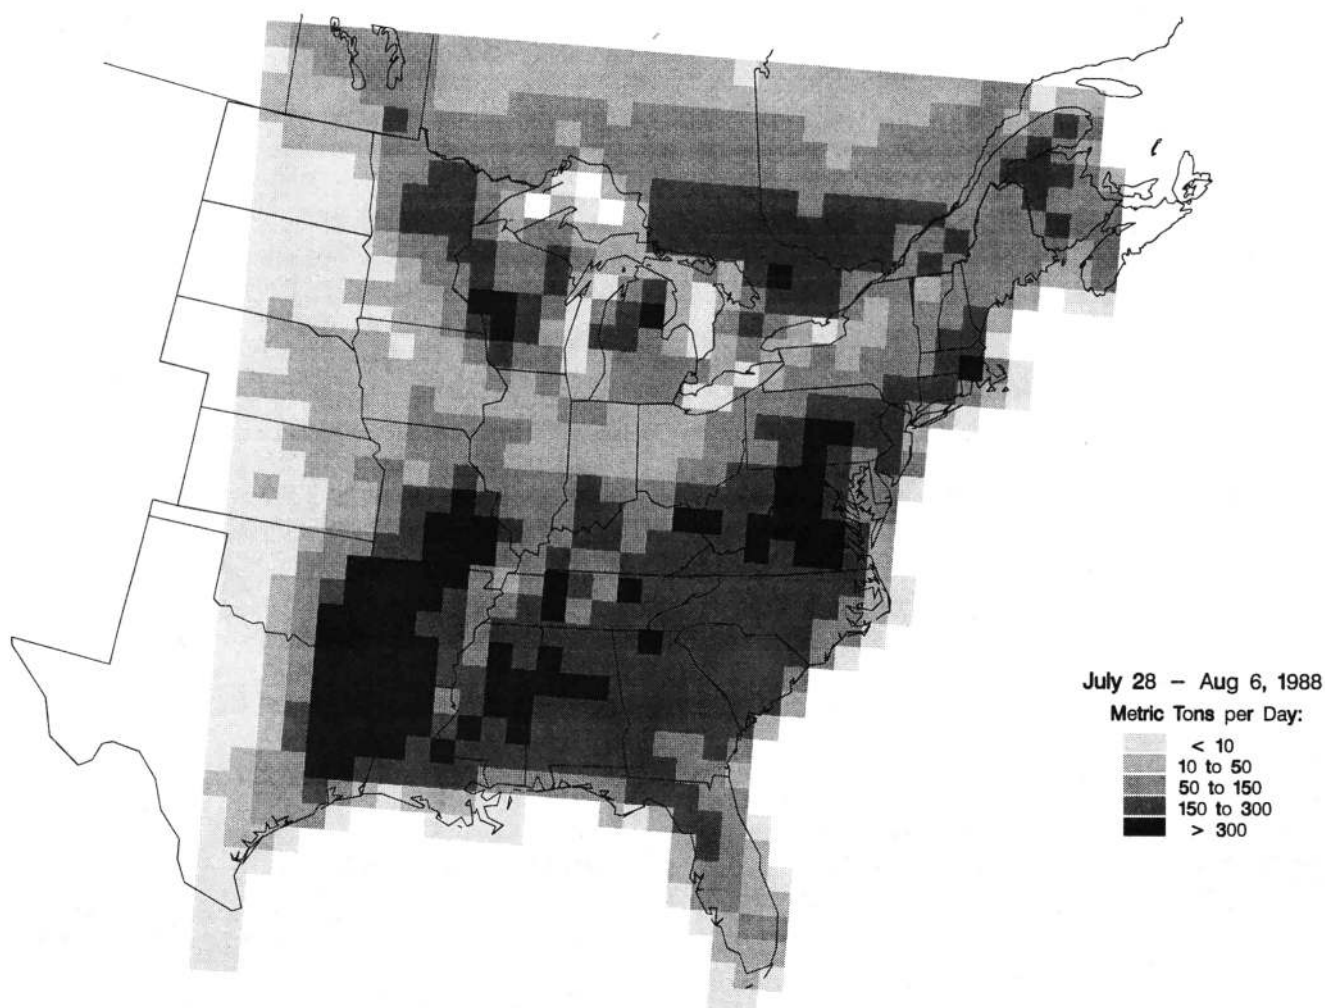 July 28 – Aug 6, 1988
Metric Tons per Day:
< 10
10 to 50
50 to 150
150 to 300
> 300